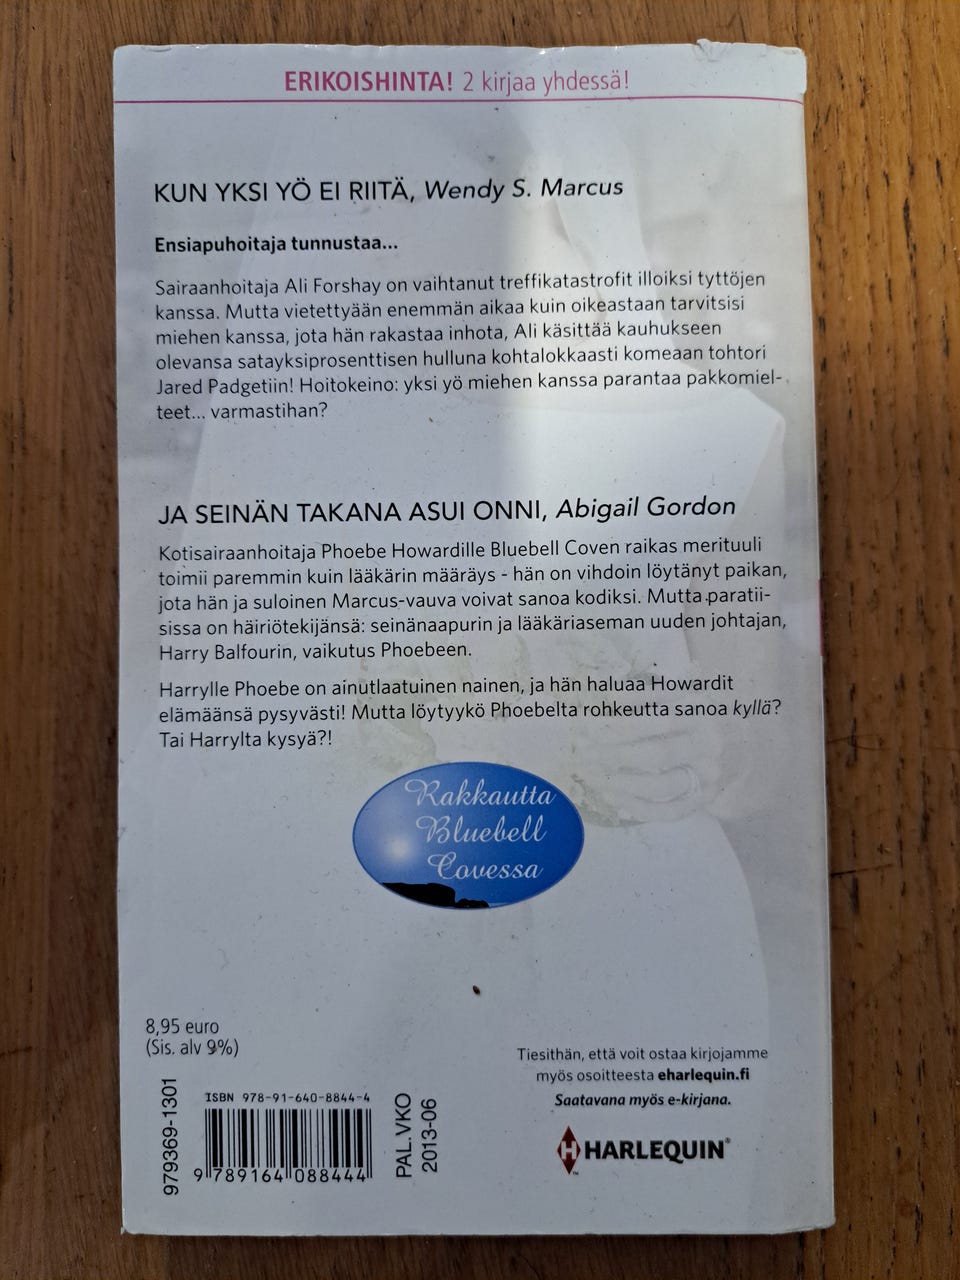 ERIKOISHINTA! 2 kirjaa yhdessä!
KUN YKSI YÖ EI RIITÄ, Wendy S. Marcus
Ensiapuhoitaja tunnustaa...
Sairaanhoitaja Ali Forshay on vaihtanut treffikatastrofit illoiksi tyttöjen
kanssa. Mutta vietettyään enemmän aikaa kuin oikeastaan tarvitsisi
miehen kanssa, jota hän rakastaa inhota, Ali käsittää kauhukseen
olevansa satayksiprosenttisen hulluna kohtalokkaasti komeaan tohtori
Jared Padgetiin! Hoitokeino: yksi yö miehen kanssa parantaa pakkomiel-
teet... varmastihan?
JA SEINÄN TAKANA ASUI ONNI, Abigail Gordon
Kotisairaanhoitaja Phoebe Howardille Bluebell Coven raikas merituuli
toimii paremmin kuin lääkärin määräys - hän on vihdoin löytänyt paikan,
jota hän ja suloinen Marcus-vauva voivat sanoa kodiksi. Mutta paratii-
sissa on häiriötekijänsä: seinänaapurin ja lääkäriaseman uuden johtajan,
Harry Balfourin, vaikutus Phoebeen.
Harrylle Phoebe on ainutlaatuinen nainen, ja hän haluaa Howardit
elämäänsä pysyvästi! Mutta löytyykö Phoebelta rohkeutta sanoa kyllä?
Tai Harrylta kysyä?!
Rakkautta
Bluebell
Covessa
8,95 euro
(Sis. alv 9%)
979369-1301
ISBN 978-91-640-8844-4
9 789164 088444
PAL.VKO
2013-06
Tiesithän, että voit ostaa kirjojamme
myös osoitteesta eharlequin.fi
Saatavana myös e-kirjana.
H HARLEQUIN®
™